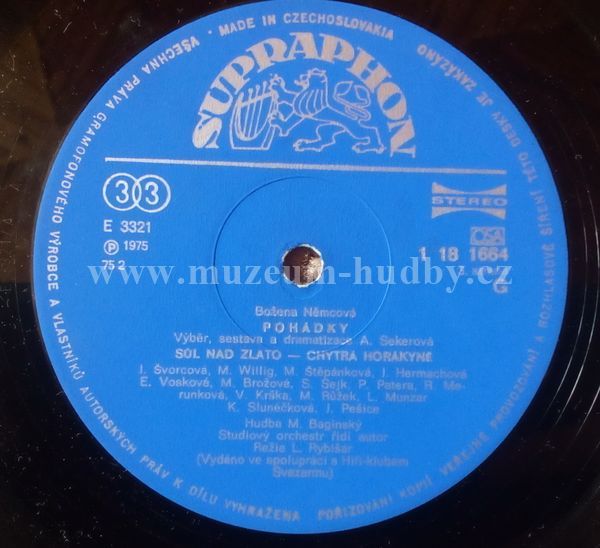 VŠECHNA PRÁVA GRAMOFONOVÉHO VÝROBCE A VLASTNÍKŮ AUTORSKÝCH PRÁV K DÍLU VYHRAŽENA
POŘIZOVÁNÍ KOPIÍ VEŘEJNÉ PROVOZOVÁNÍ A ROZHLASOVÉ ŠÍŘENÍ TÉTO DESKY JE ZAKÁZÁNO
• MADE IN CZECHOSLOVAKIA
SUPRAPHON
33
E 3321
Ⓟ 1975
75 2
STEREO
OSA
1 18 1664
G
www.muzeum-hudby.cz
Božena Němcová
POHÁDKY
Výběr, sestava a dramatizace A. Sekerová
SŮL NAD ZLATO — CHYTRÁ HORÁKYNĚ
J. Švorcová, M. Willig, M. Štěpánková, I. Hermachová
E. Vosková, M. Brožová, S. Šejk, P. Patera, R. Me-
runková, V. Krška, M. Růžek, L. Munzar
K. Slunéčková, J. Pešice
Hudba M. Baginský
Studiový orchestr řídí autor
Režie L. Rybišar
(Vydáno ve spolupráci s Hifi-klubem
Svazarmu)